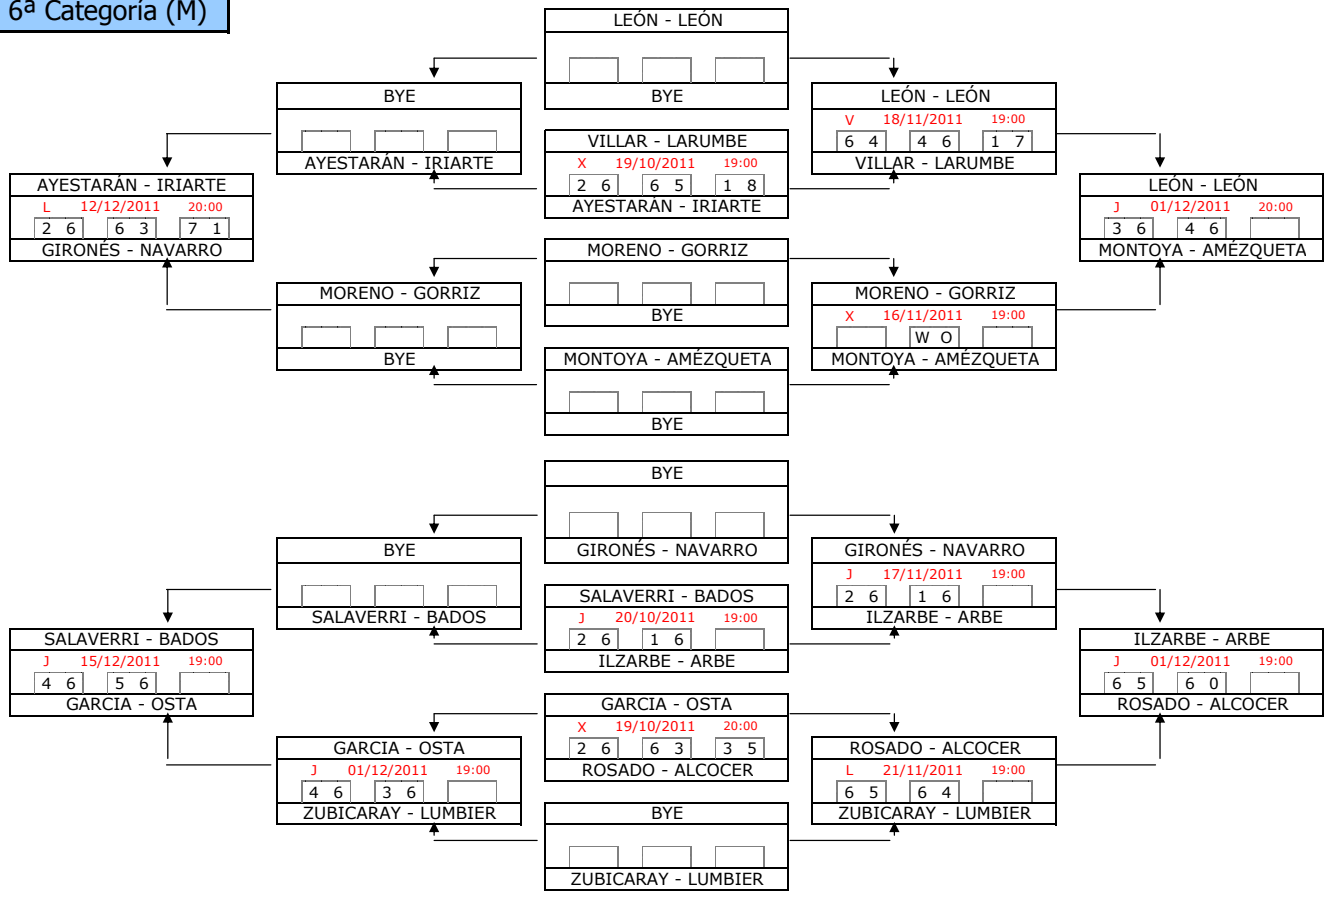 6ª Categoría (M)
LEÓN - LEÓN
BYE
BYE
AYESTARÁN - IRIARTE
LEÓN - LEÓN
V 18/11/2011 19:00
6 4 4 6 1 7
VILLAR - LARUMBE
VILLAR - LARUMBE
X 19/10/2011 19:00
2 6 6 5 1 8
AYESTARÁN - IRIARTE
AYESTARÁN - IRIARTE
L 12/12/2011 20:00
2 6 6 3 7 1
GIRONÉS - NAVARRO
LEÓN - LEÓN
J 01/12/2011 20:00
3 6 4 6
MONTOYA - AMÉZQUETA
MORENO - GORRIZ
BYE
MORENO - GORRIZ
BYE
MORENO - GORRIZ
X 16/11/2011 19:00
W O
MONTOYA - AMÉZQUETA
MONTOYA - AMÉZQUETA
BYE
BYE
GIRONÉS - NAVARRO
BYE
SALAVERRI - BADOS
GIRONÉS - NAVARRO
J 17/11/2011 19:00
2 6 1 6
ILZARBE - ARBE
SALAVERRI - BADOS
J 20/10/2011 19:00
2 6 1 6
ILZARBE - ARBE
SALAVERRI - BADOS
J 15/12/2011 19:00
4 6 5 6
GARCIA - OSTA
ILZARBE - ARBE
J 01/12/2011 19:00
6 5 6 0
ROSADO - ALCOCER
GARCIA - OSTA
X 19/10/2011 20:00
2 6 6 3 3 5
ROSADO - ALCOCER
GARCIA - OSTA
J 01/12/2011 19:00
4 6 3 6
ZUBICARAY - LUMBIER
ROSADO - ALCOCER
L 21/11/2011 19:00
6 5 6 4
ZUBICARAY - LUMBIER
BYE
ZUBICARAY - LUMBIER